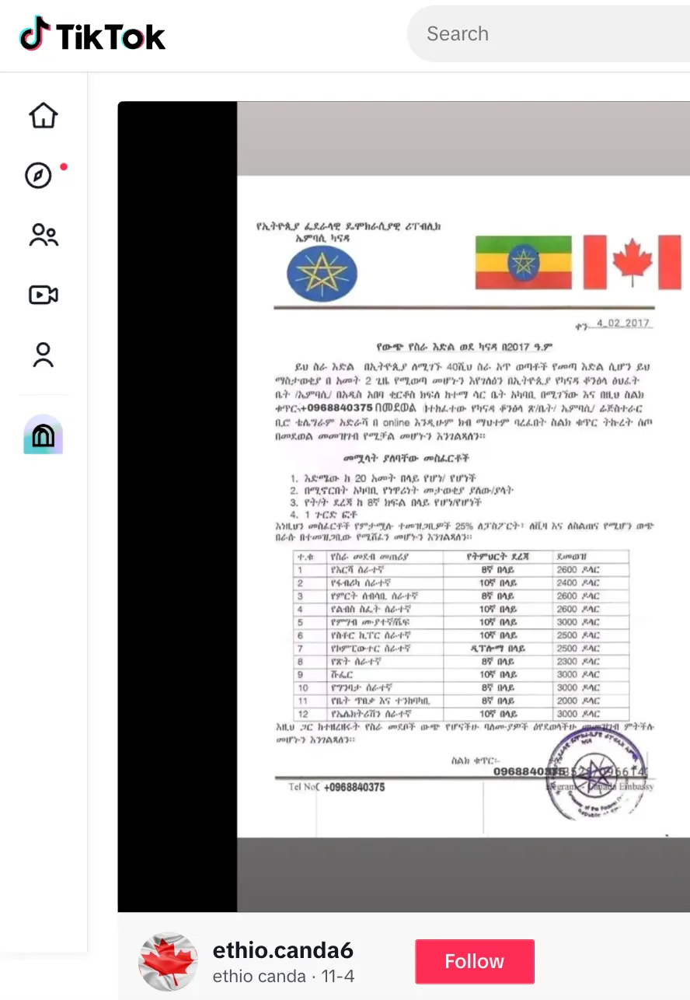 TikTok
Search
የኢትዮጲያ ፌደራላዊ ዴሞክራሲያዊ ሪፐብሊክ
ኤምባሲ ካናዳ
ቀን 4_02_2017
የውጭ የስራ እድል ወደ ካናዳ በ2017 ዓ.ም
ይህ ስራ እድል በኢትዮጲያ ለሚገኙ 40ሺህ ስራ አጥ ወጣቶች የመጣ እድል ሲሆን ይህ
ማስታወቂያ በ አመት 2 ጊዜ የሚወጣ መሆኑን እየገለፅን በኢትዮጲያ የካናዳ ቆንፅላ ፅህፈት
ቤት /ኤምባሲ/ በአዲስ አበባ ቂርቆስ ክፍለ ከተማ ሳር ቤት አካባቢ በሚገኘው እና በዚህ ስልክ
ቁጥር +0968840375 በመደወል በተከፈተው የካናዳ ቆንፅላ ጽ/ቤት/ ኤምባሲ/ ሬጅስተራር
ቢሮ ቴሌግራም አድራሻ በ online እንዲሁም ክብ ማህተም ባረፈበት ስልክ ቁጥር ትኩረት ሰጦ
በመደወል መመዝገብ የሚቻል መሆኑን እንገልጻለን፡፡
መሟላት ያለባቸው መስፈርቶች
1. እድሜው ከ 20 አመት በላይ የሆነ/ የሆነች
2. በሚኖርበት አካባቢ የነዋሪነት መታወቂያ ያለው/ያላት
3. የት/ት ደረጃ ከ 8ኛ ክፍል በላይ የሆነ/የሆነች
4. 1 ጉርድ ፎቶ
እነዚህን መስፈርቶች የምታሟሉ ተመዝጋቢዎች 25% ለፓስፖርት፣ ለቪዛ እና ለስልጠና የሚሆን ወጭ
በራሱ በተመዝጋቢው የሚሸፈን መሆኑን እንገልጻለን፡፡
ተ.ቁ የስራ መደብ መጠሪያ የትምህርት ደረጃ ደመወዝ
1 የእርሻ ሰራተኛ 8ኛ በላይ 2600 ዶላር
2 የፋብሪካ ሰራተኛ 10ኛ በላይ 2400 ዶላር
3 የምርት ሰብሳቢ ሰራተኛ 8ኛ በላይ 2600 ዶላር
4 የልብስ ስፌት ሰራተኛ 10ኛ በላይ 2600 ዶላር
5 የምግብ ሙያተኛ/ሼፍ 10ኛ በላይ 3000 ዶላር
6 የስቶር ኪፐር ሰራተኛ 10ኛ በላይ 2500 ዶላር
7 የኮምፒውተር ሰራተኛ ዲፕሎማ በላይ 2500 ዶላር
8 የጽዳት ሰራተኛ 8ኛ በላይ 2300 ዶላር
9 ሹፌር 10ኛ በላይ 3000 ዶላር
10 የግንባታ ሰራተኛ 8ኛ በላይ 3000 ዶላር
11 የቤት ጥበቃ እና ተንከባካቢ 8ኛ በላይ 2000 ዶላር
12 የኤሌክትሪሽን ሰራተኛ 10ኛ በላይ 3000 ዶላር
እዚህ ጋር ከተዘረዘሩት የስራ መደቦች ውጭ የሆናችሁ ባለሙያዎች እየደወላችሁ መመዝገብ ምትችሉ
መሆኑን እንገልጻለን፡፡
ስልክ ቁጥር፡-
0968840375
Tel No +0968840375
Canada Embassy
ethio.canda6
ethio canda · 11-4
Follow